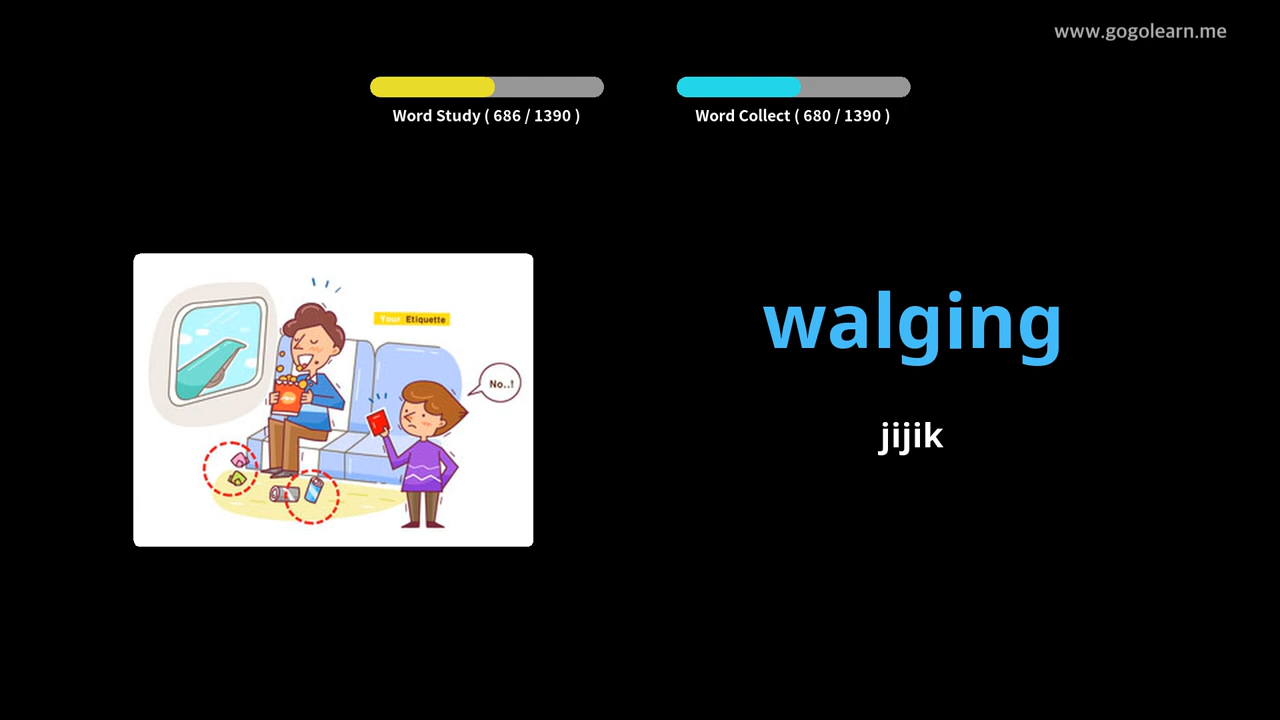 www.gogolearn.me
Word Study ( 686 / 1390 )
Word Collect ( 680 / 1390 )
Your Etiquette
No..!
walging
jijik